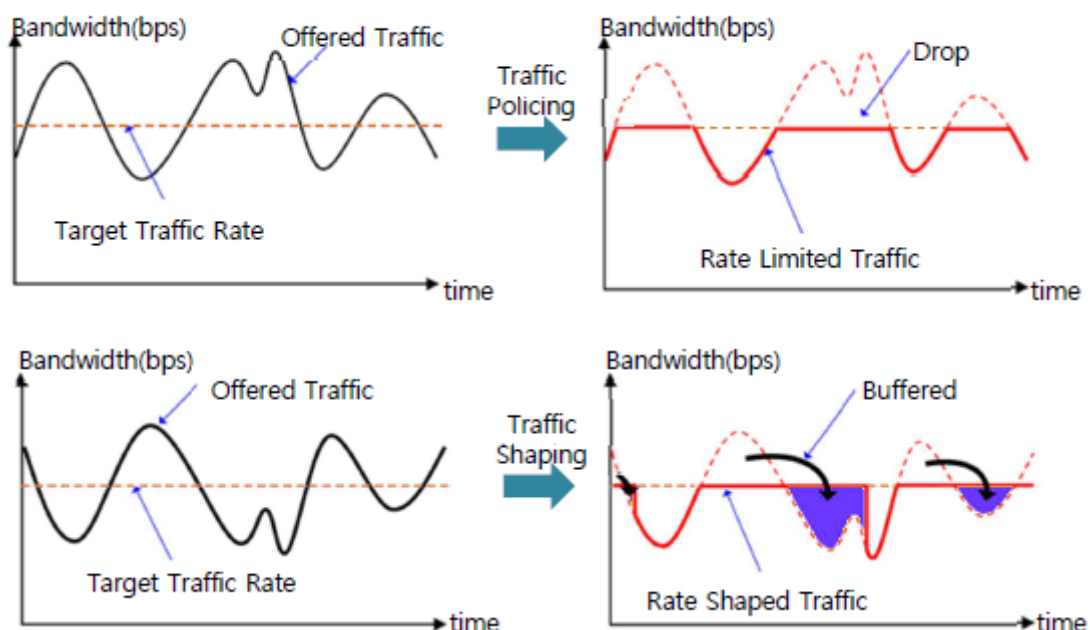 Bandwidth(bps)
Offered Traffic
Target Traffic Rate
time
Traffic
Policing
Bandwidth(bps)
Drop
Rate Limited Traffic
time
Bandwidth(bps)
Offered Traffic
Target Traffic Rate
time
Traffic
Shaping
Bandwidth(bps)
Buffered
Rate Shaped Traffic
time